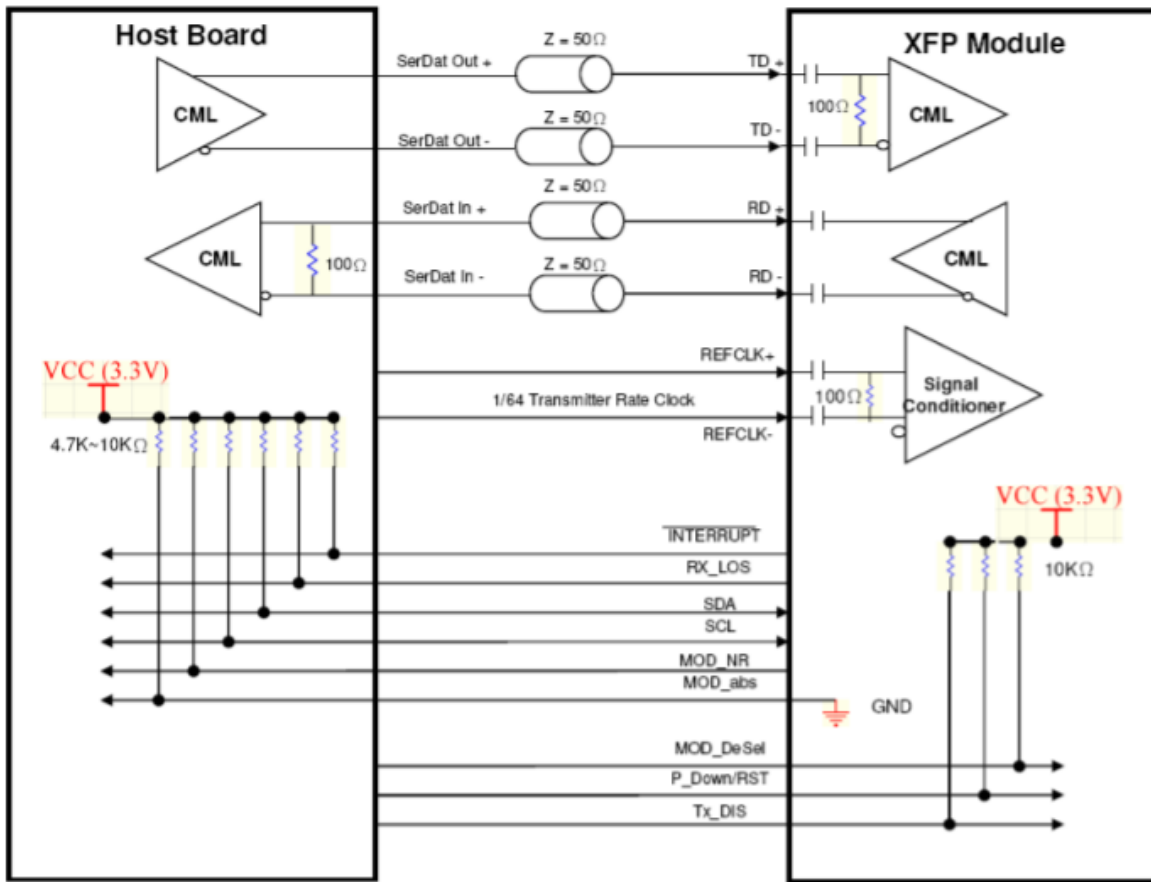 Host Board
XFP Module
Z = 50Ω
SerDat Out +
TD +
CML
100Ω
CML
Z = 50Ω
SerDat Out -
TD -
Z = 50Ω
SerDat In +
RD +
CML
100Ω
CML
Z = 50Ω
SerDat In -
RD -
REFCLK+
VCC (3.3V)
1/64 Transmitter Rate Clock
100Ω
Signal
Conditioner
REFCLK-
4.7K~10KΩ
VCC (3.3V)
INTERRUPT
10KΩ
RX_LOS
SDA
SCL
MOD_NR
MOD_abs
GND
MOD_DeSel
P_Down/RST
Tx_DIS